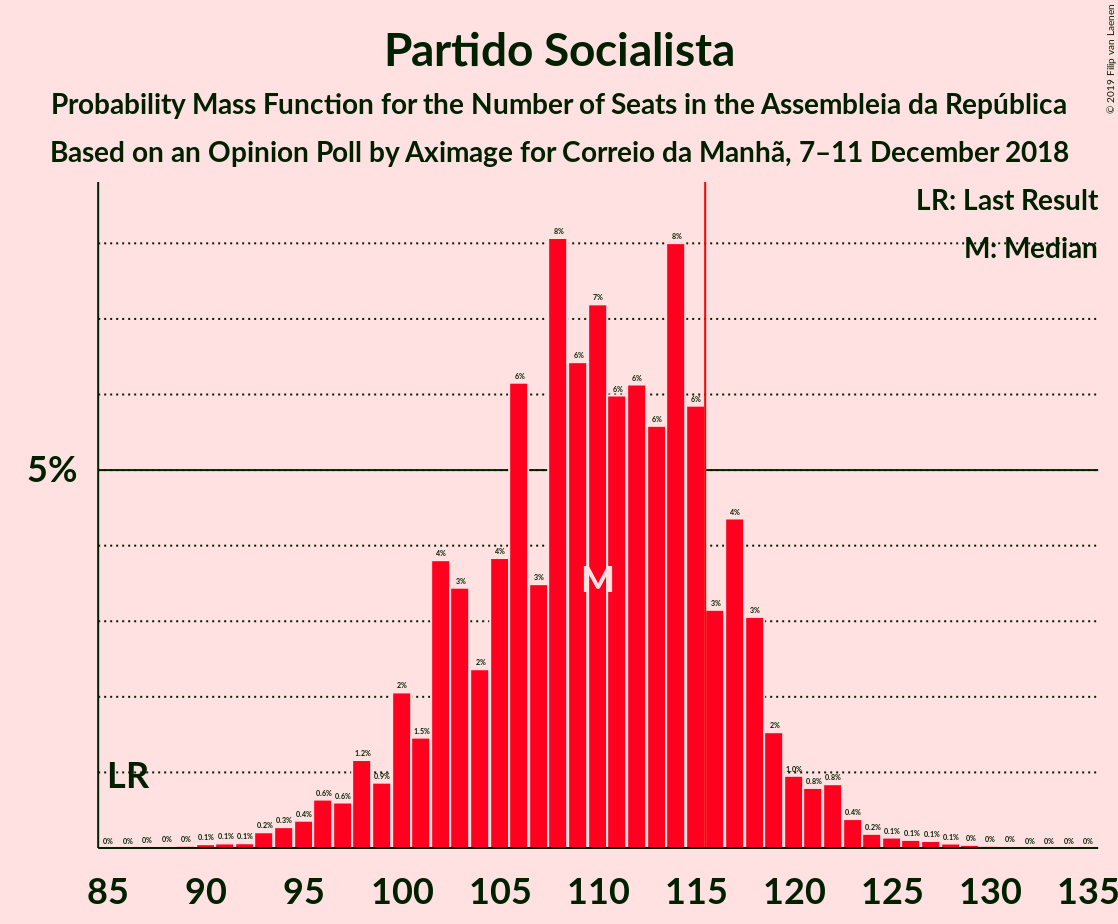 Partido Socialista
Probability Mass Function for the Number of Seats in the Assembleia da República
Based on an Opinion Poll by Aximage for Correio da Manhã, 7–11 December 2018
© 2019 Filip van Laenen
LR: Last Result
M: Median
5%
LR
M
0% 0% 0% 0% 0% 0.1% 0.1% 0.1% 0.2% 0.3% 0.4% 0.6% 0.6% 1.2% 0.9% 2% 1.5% 4% 3% 2% 4% 6% 3% 8% 6% 7% 6% 6% 6% 8% 6% 3% 4% 3% 2% 1.0% 0.8% 0.8% 0.4% 0.2% 0.1% 0.1% 0.1% 0.1% 0% 0% 0% 0% 0% 0% 0%
85 90 95 100 105 110 115 120 125 130 135